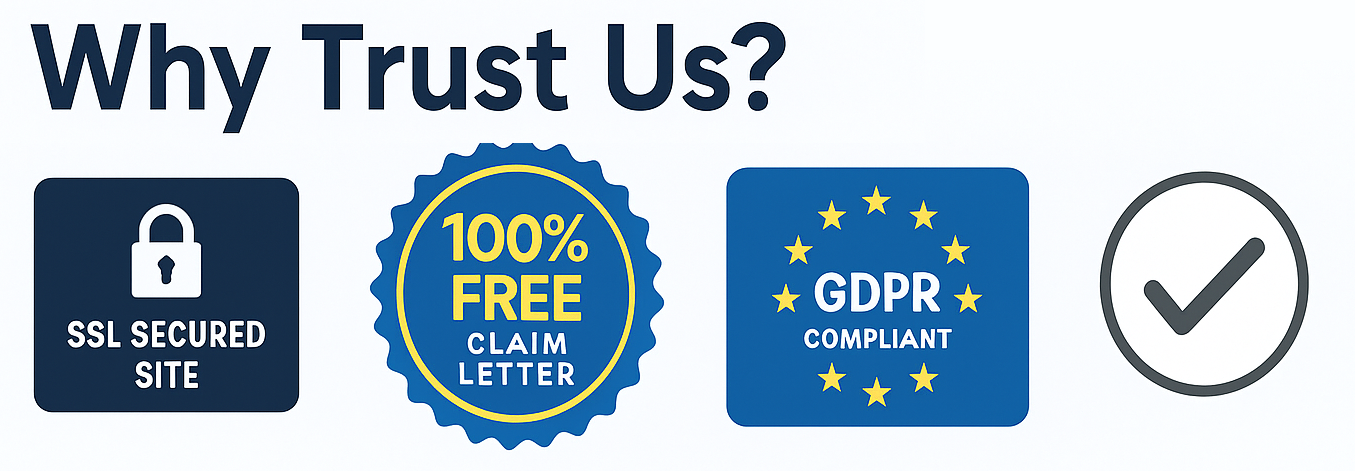 Why Trust Us?
SSL SECURED
SITE
100%
FREE
CLAIM
LETTER
GDPR
COMPLIANT